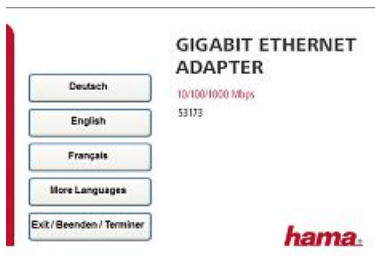 GIGABIT ETHERNET
ADAPTER
10/100/1000 Mbps
53173
Deutsch
English
Français
More Languages
Exit / Beenden / Terminer
hama.